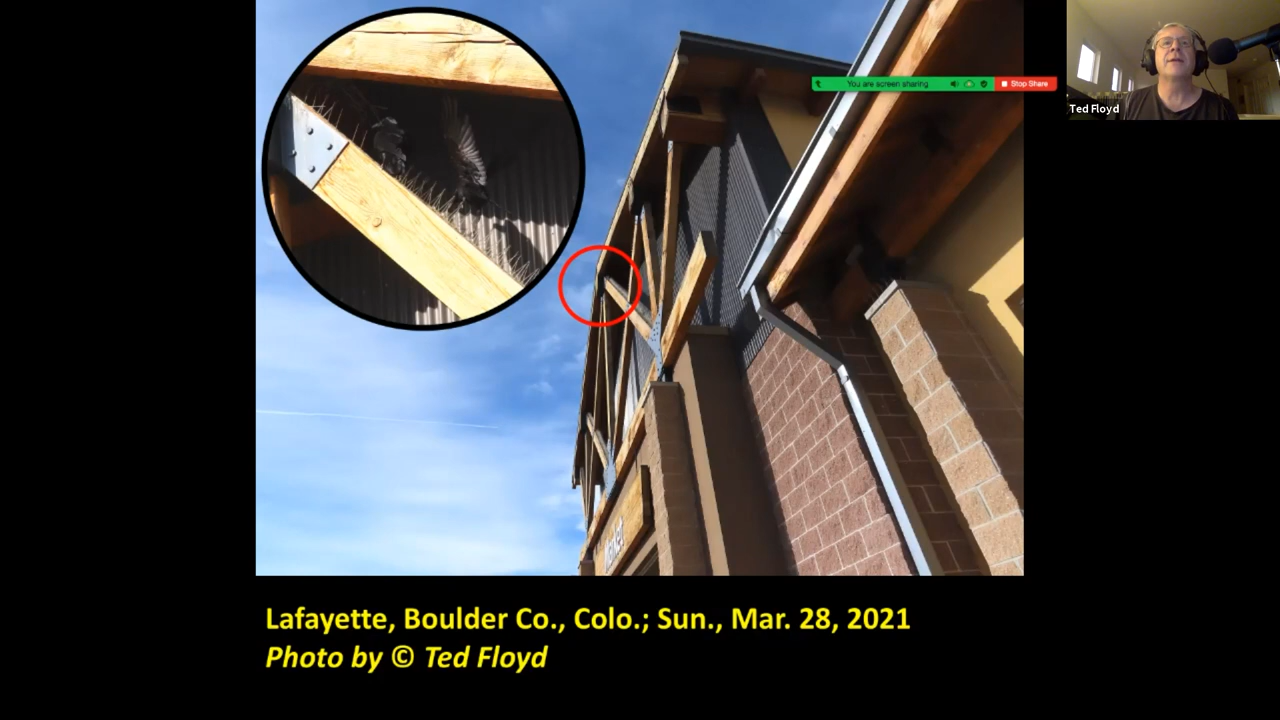 You are screen sharing
Stop Share
Ted Floyd
Lafayette, Boulder Co., Colo.; Sun., Mar. 28, 2021
Photo by © Ted Floyd